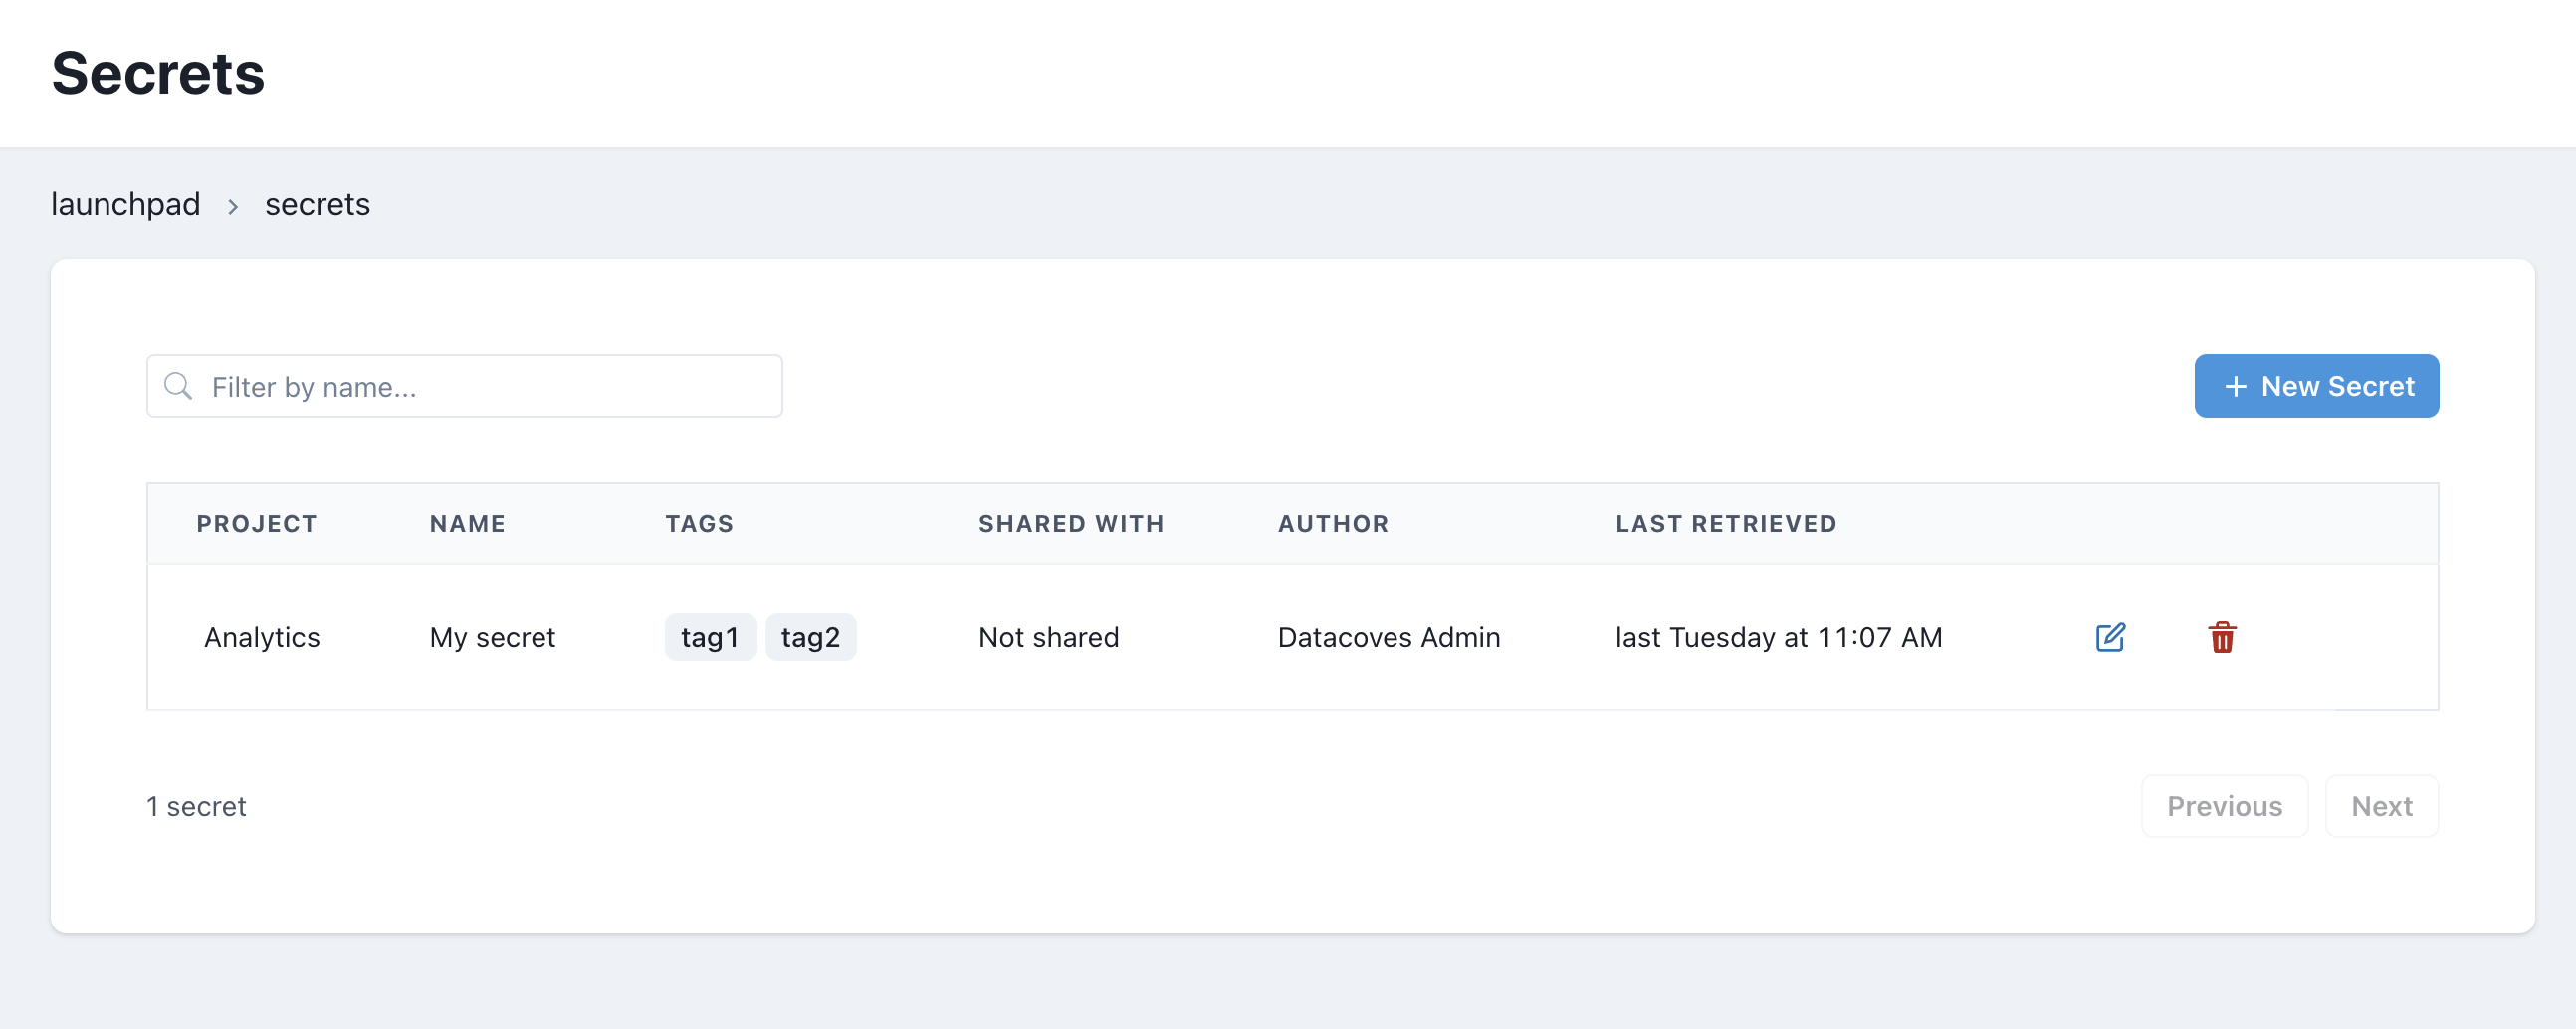 Secrets
launchpad > secrets
Filter by name...
+ New Secret
PROJECT NAME TAGS SHARED WITH AUTHOR LAST RETRIEVED
Analytics My secret tag1 tag2 Not shared Datacoves Admin last Tuesday at 11:07 AM
1 secret
Previous Next